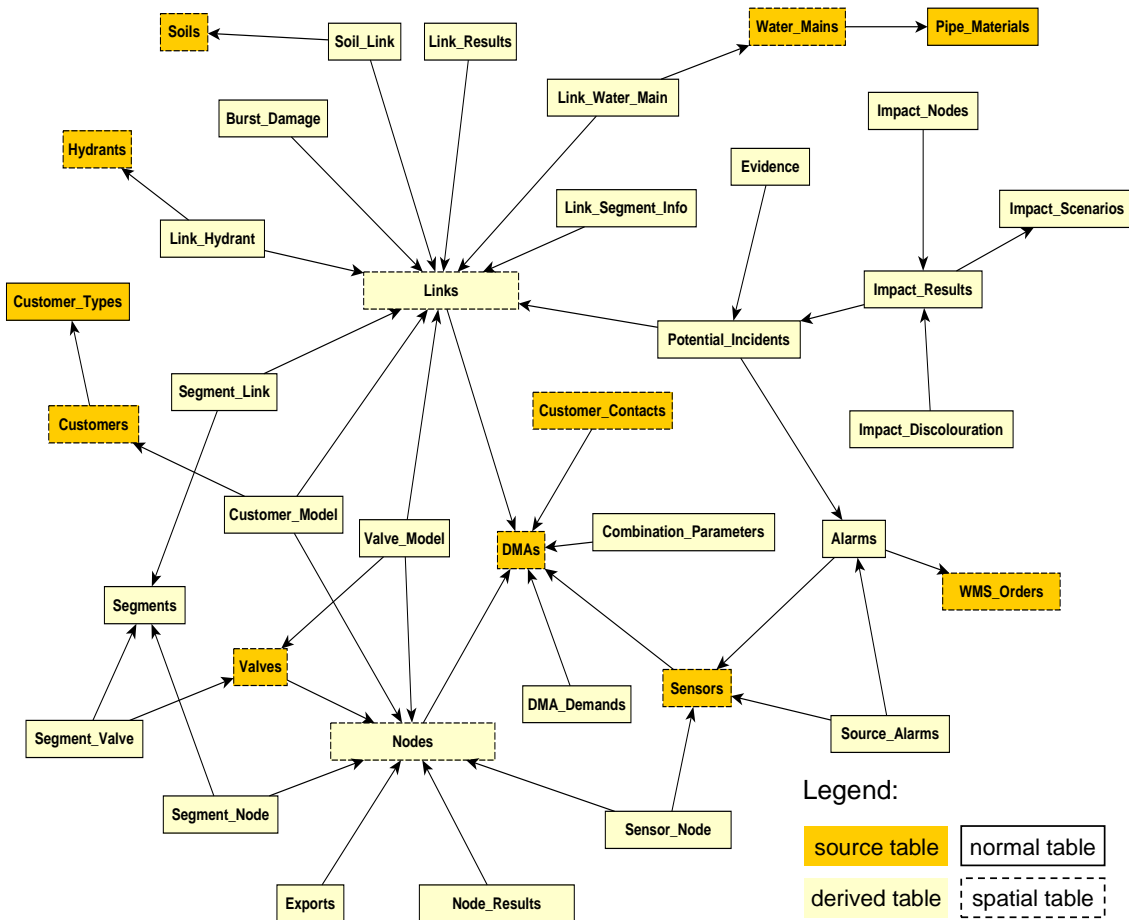 Soils
Soil_Link
Link_Results
Water_Mains
Pipe_Materials
Link_Water_Main
Impact_Nodes
Burst_Damage
Hydrants
Evidence
Link_Segment_Info
Impact_Scenarios
Link_Hydrant
Links
Impact_Results
Customer_Types
Potential_Incidents
Segment_Link
Customer_Contacts
Customers
Impact_Discolouration
Customer_Model
Valve_Model
Combination_Parameters
Alarms
DMAs
WMS_Orders
Segments
Valves
Sensors
DMA_Demands
Segment_Valve
Nodes
Source_Alarms
Legend:
Segment_Node
Sensor_Node
source table
normal table
Exports
Node_Results
derived table
spatial table